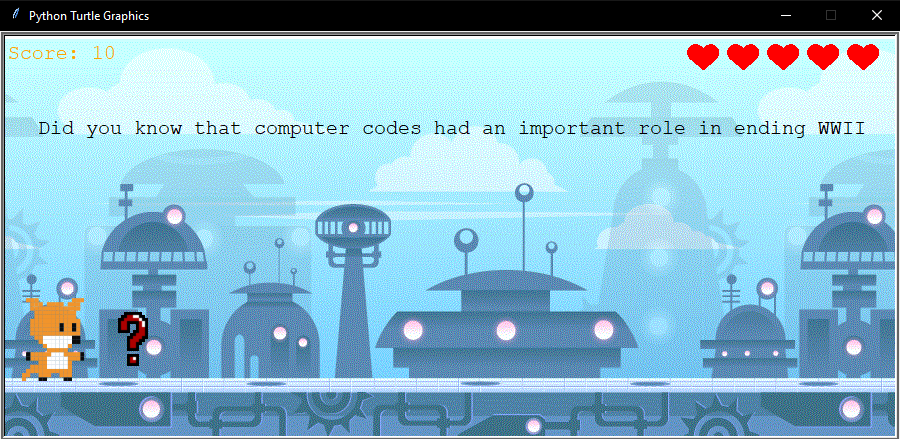 Python Turtle Graphics
Score: 10
Did you know that computer codes had an important role in ending WWII
?